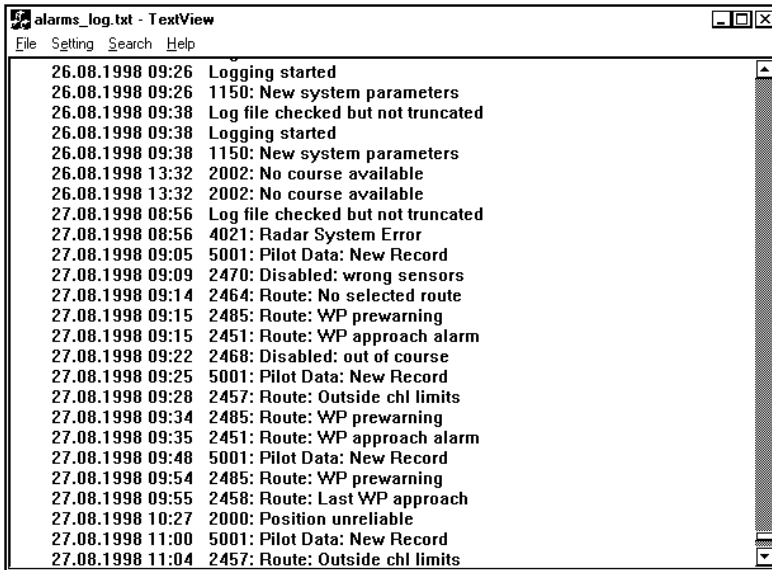 alarms_log.txt - TextView
File Setting Search Help
26.08.1998 09:26 Logging started
26.08.1998 09:26 1150: New system parameters
26.08.1998 09:38 Log file checked but not truncated
26.08.1998 09:38 Logging started
26.08.1998 09:38 1150: New system parameters
26.08.1998 13:32 2002: No course available
26.08.1998 13:32 2002: No course available
27.08.1998 08:56 Log file checked but not truncated
27.08.1998 08:56 4021: Radar System Error
27.08.1998 09:05 5001: Pilot Data: New Record
27.08.1998 09:09 2470: Disabled: wrong sensors
27.08.1998 09:14 2464: Route: No selected route
27.08.1998 09:15 2485: Route: WP prewarning
27.08.1998 09:15 2451: Route: WP approach alarm
27.08.1998 09:22 2468: Disabled: out of course
27.08.1998 09:25 5001: Pilot Data: New Record
27.08.1998 09:28 2457: Route: Outside chl limits
27.08.1998 09:34 2485: Route: WP prewarning
27.08.1998 09:35 2451: Route: WP approach alarm
27.08.1998 09:48 5001: Pilot Data: New Record
27.08.1998 09:54 2485: Route: WP prewarning
27.08.1998 09:55 2458: Route: Last WP approach
27.08.1998 10:27 2000: Position unreliable
27.08.1998 11:00 5001: Pilot Data: New Record
27.08.1998 11:04 2457: Route: Outside chl limits